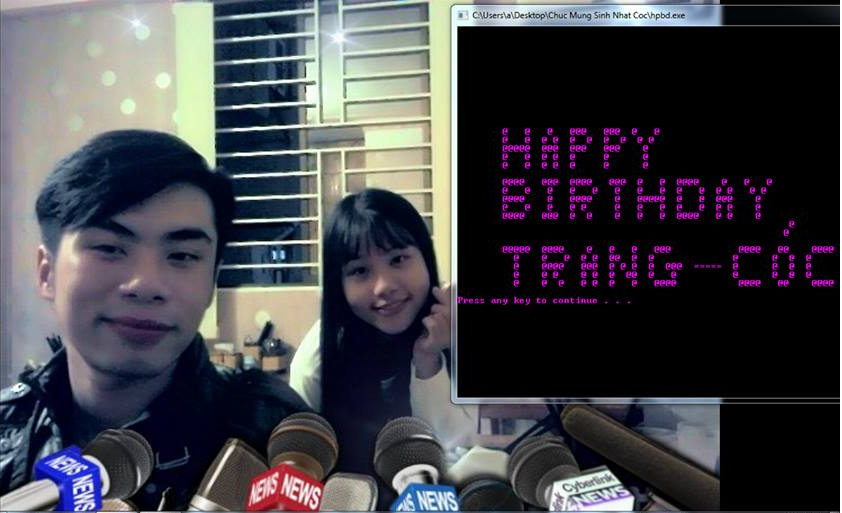 C:\Users\a\Desktop\Chuc Mung Sinh Nhat Coc\hpbd.exe
HAPPY
BIRTHDAY
TRANG-CÓC
Press any key to continue . . .
NEWS NEWS
NEWS NEWS
NEWS
Cyberlink
NEWS